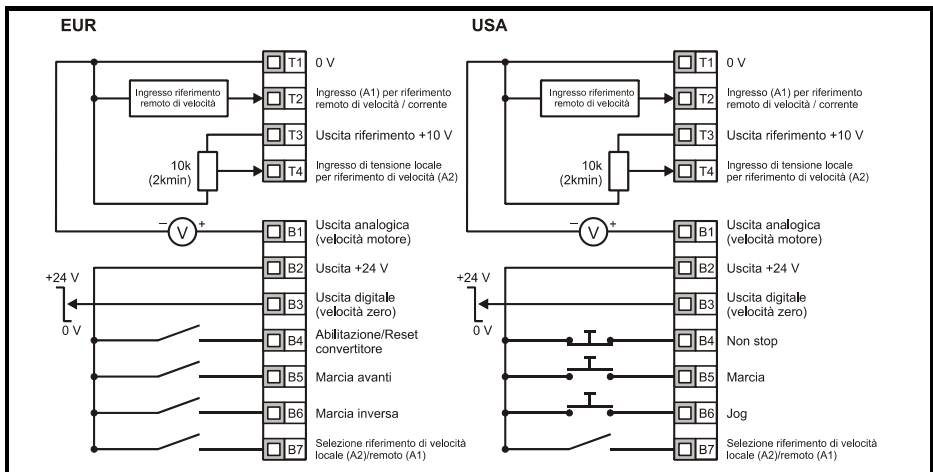 EUR
T1 0 V
Ingresso riferimento
remoto di velocità
T2 Ingresso (A1) per riferimento
remoto di velocità / corrente
T3 Uscita riferimento +10 V
10k
(2kmin)
T4 Ingresso di tensione locale
per riferimento di velocità (A2)
− V +
B1 Uscita analogica
(velocità motore)
B2 Uscita +24 V
+24 V
0 V
B3 Uscita digitale
(velocità zero)
B4 Abilitazione/Reset
convertitore
B5 Marcia avanti
B6 Marcia inversa
B7 Selezione riferimento di velocità
locale (A2)/remoto (A1)
USA
T1 0 V
Ingresso riferimento
remoto di velocità
T2 Ingresso (A1) per riferimento
remoto di velocità / corrente
T3 Uscita riferimento +10 V
10k
(2kmin)
T4 Ingresso di tensione locale
per riferimento di velocità (A2)
− V +
B1 Uscita analogica
(velocità motore)
B2 Uscita +24 V
+24 V
0 V
B3 Uscita digitale
(velocità zero)
B4 Non stop
B5 Marcia
B6 Jog
B7 Selezione riferimento di velocità
locale (A2)/remoto (A1)